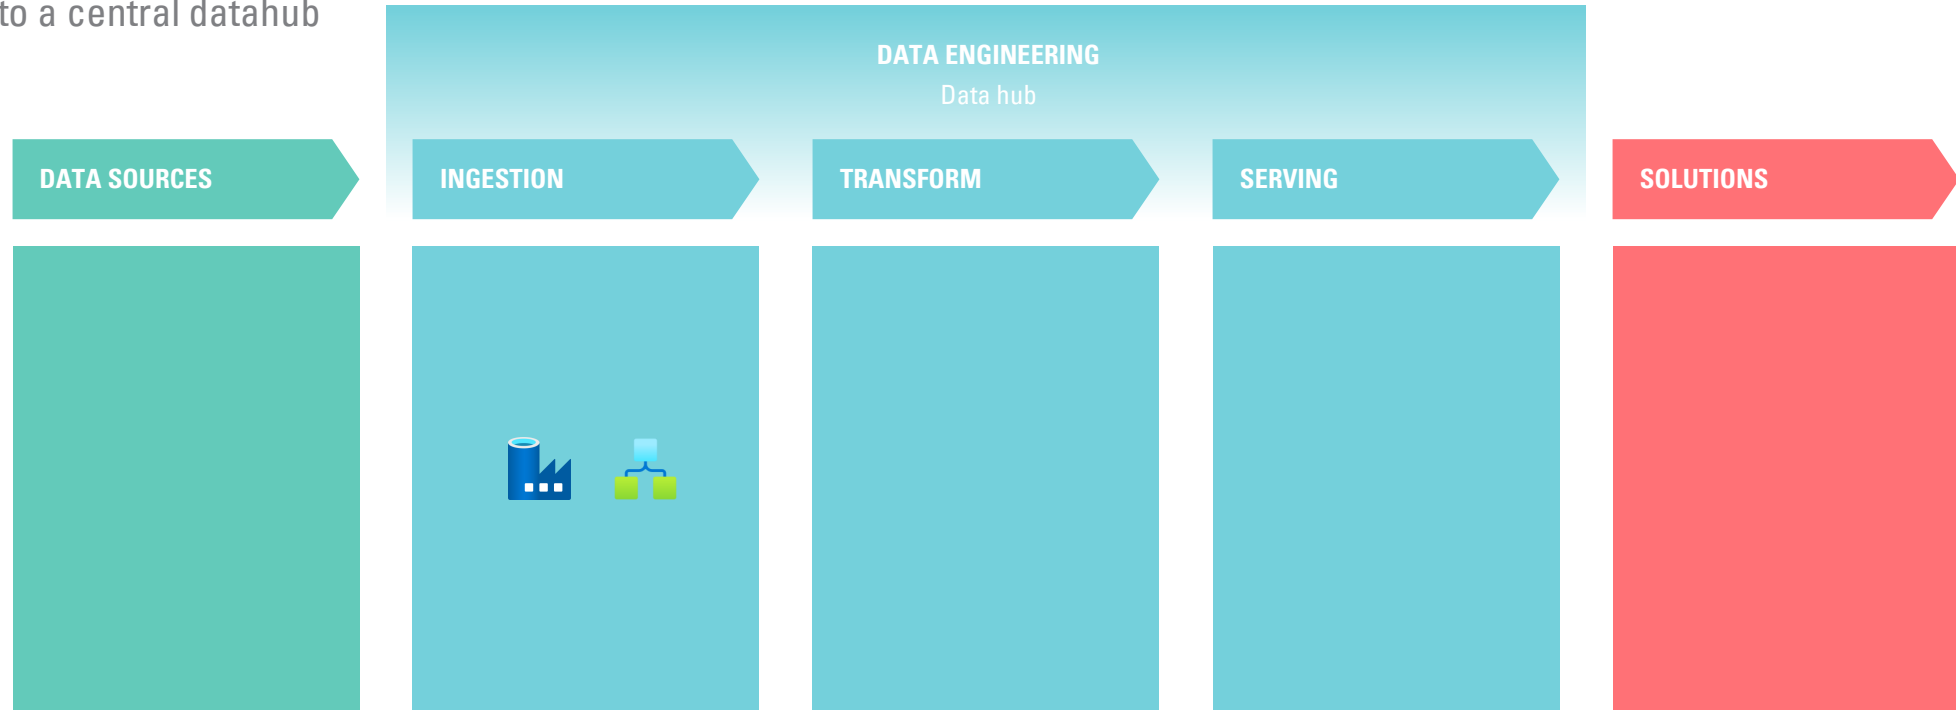 to a central datahub
DATA ENGINEERING
Data hub
DATA SOURCES
INGESTION
TRANSFORM
SERVING
SOLUTIONS